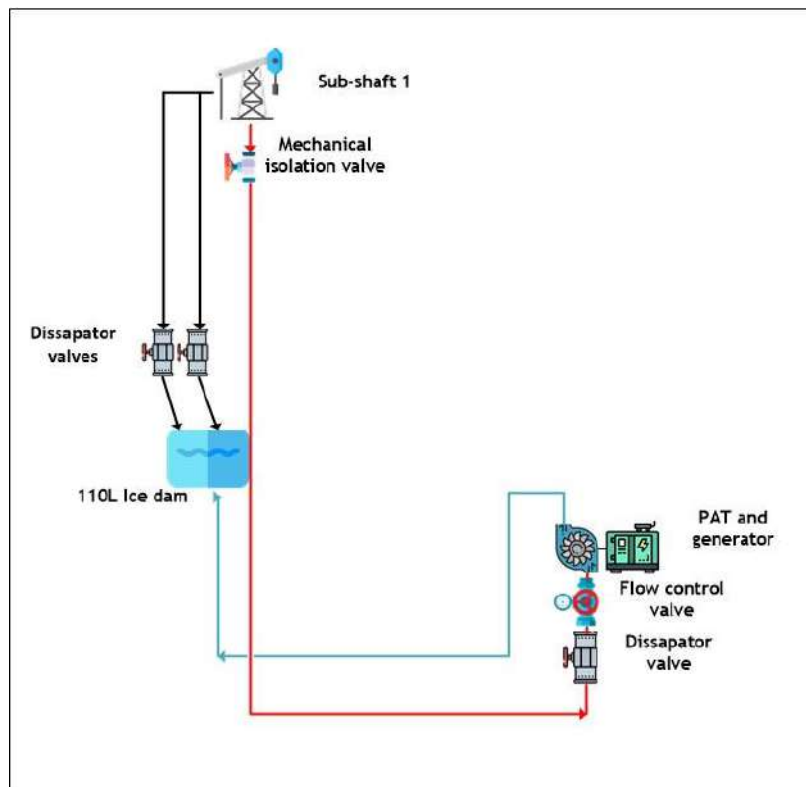 Sub-shaft 1
Mechanical
isolation valve
Dissapator
valves
110L Ice dam
PAT and
generator
Flow control
valve
Dissapator
valve